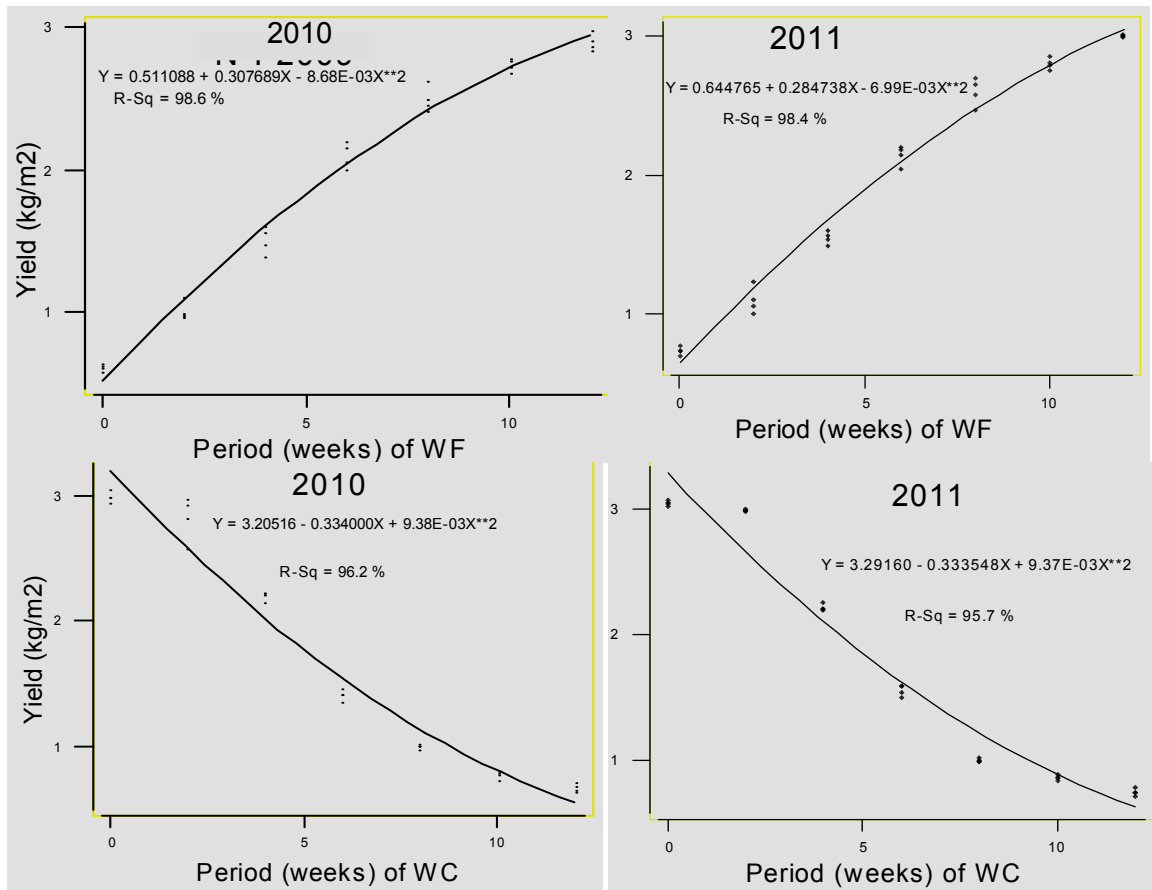 2010
Y = 0.511088 + 0.307689X - 8.68E-03X**2
R-Sq = 98.6 %
3
2
1
Yield (kg/m2)
0 5 10
Period (weeks) of WF
2011
Y = 0.644765 + 0.284738X - 6.99E-03X**2
R-Sq = 98.4 %
3
2
1
0 5 10
Period (weeks) of WF
2010
Y = 3.20516 - 0.334000X + 9.38E-03X**2
R-Sq = 96.2 %
3
2
1
Yield (kg/m2)
0 5 10
Period (weeks) of WC
2011
Y = 3.29160 - 0.333548X + 9.37E-03X**2
R-Sq = 95.7 %
3
2
1
0 5 10
Period (weeks) of WC